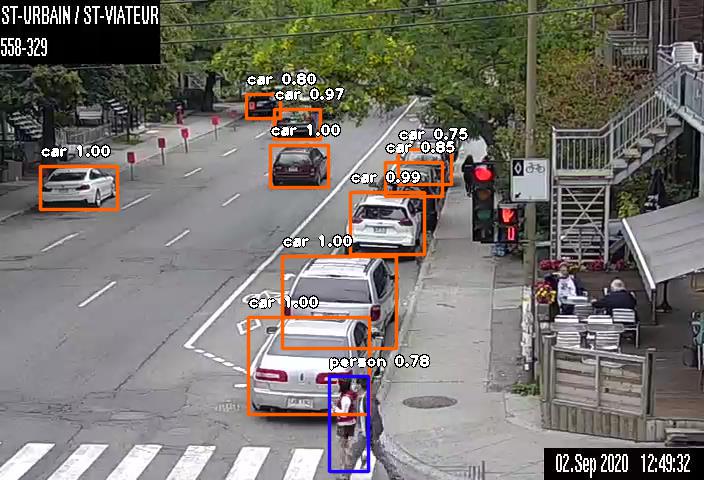 ST-URBAIN / ST-VIATEUR
558-329
car 0.80
car 0.97
car 1.00
car 0.75
car 0.85
car 1.00
car 0.99
car 1.00
car 1.00
person 0.78
02.Sep 2020 12:49:32